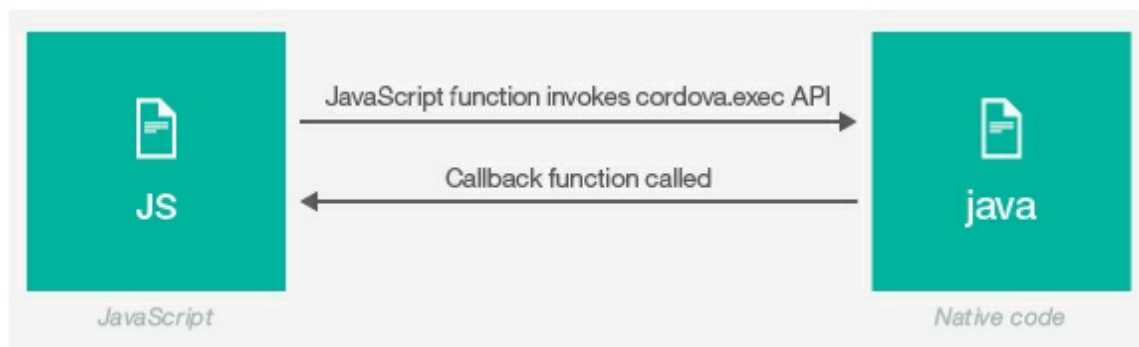 JavaScript function invokes cordova.exec API
Callback function called
JS
java
JavaScript
Native code